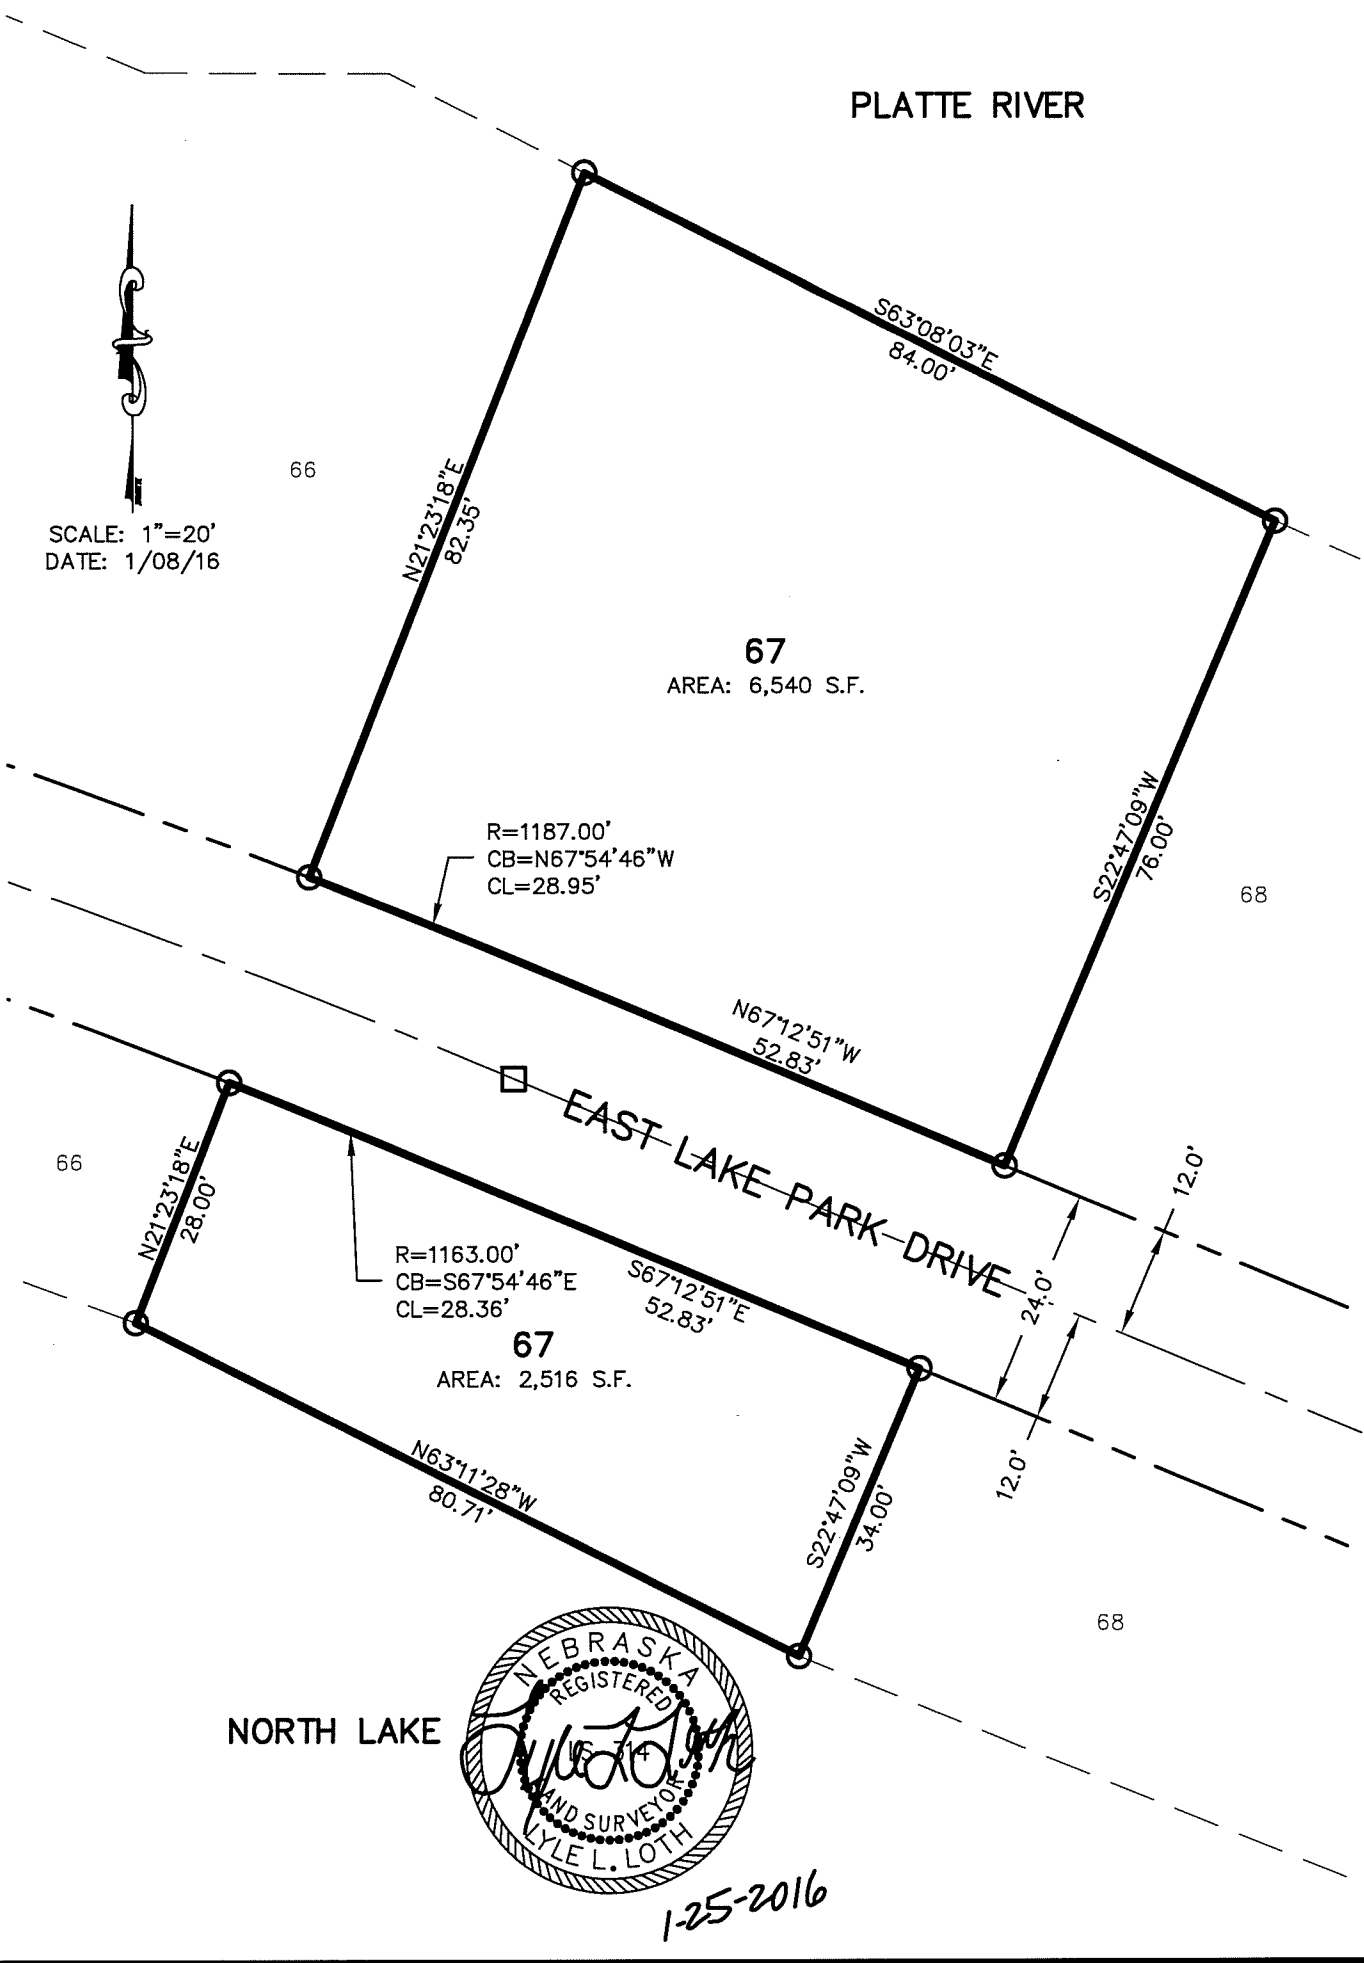 PLATTE RIVER
S63°08'03"E
84.00'
66
N21°23'18"E
82.35'
SCALE: 1"=20'
DATE: 1/08/16
67
AREA: 6,540 S.F.
R=1187.00'
CB=N67°54'46"W
CL=28.95'
S22°47'09"W
76.00'
68
N67°12'51"W
52.83'
EAST LAKE PARK DRIVE
12.0'
24.0'
12.0'
66
N21°23'18"E
28.00'
R=1163.00'
CB=S67°54'46"E
CL=28.36'
S67°12'51"E
52.83'
67
AREA: 2,516 S.F.
N63°11'28"W
80.71'
S22°47'09"W
34.00'
68
NORTH LAKE
NEBRASKA
REGISTERED
Lyle L. Loth
LS 314
LAND SURVEYOR
LYLE L. LOTH
1-25-2016